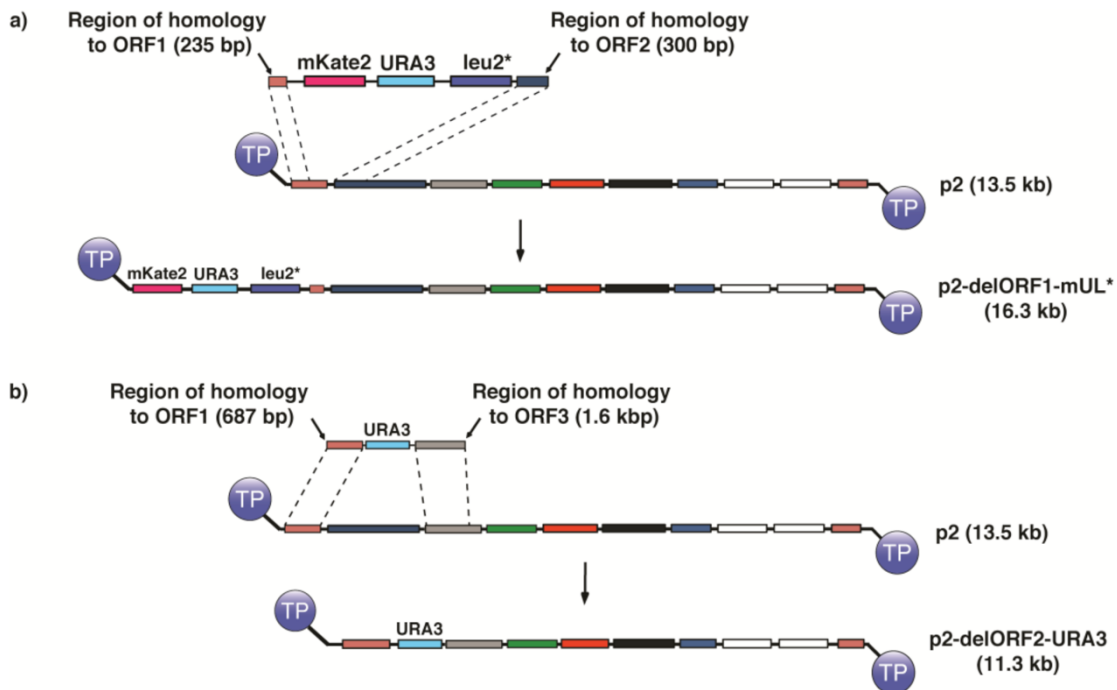 a)
Region of homology
to ORF1 (235 bp)
Region of homology
to ORF2 (300 bp)
mKate2 URA3 leu2*
TP
p2 (13.5 kb)
TP
TP
mKate2 URA3 leu2*
p2-delORF1-mUL*
(16.3 kb)
TP
b)
Region of homology
to ORF1 (687 bp)
Region of homology
to ORF3 (1.6 kbp)
URA3
TP
p2 (13.5 kb)
TP
TP
URA3
p2-delORF2-URA3
(11.3 kb)
TP